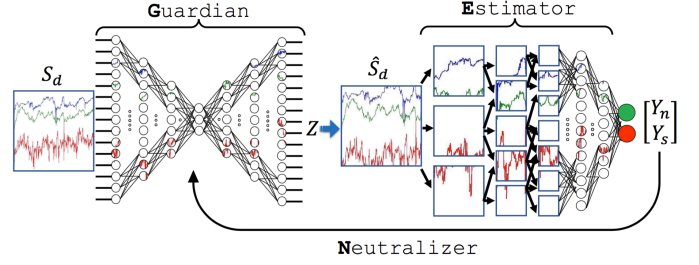 Guardian
Estimator
S_d
Ŝ_d
Z
[Y_n
Y_s]
Neutralizer